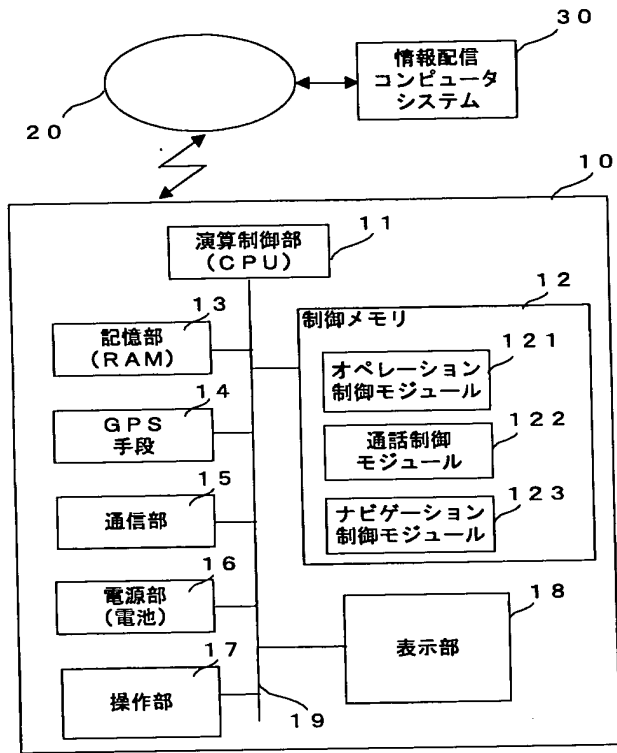 30
情報配信
コンピュータ
システム
20
10
11
演算制御部
(CPU)
12
制御メモリ
13
記憶部
(RAM)
121
オペレーション
制御モジュール
14
GPS
手段
122
通話制御
モジュール
15
通信部
123
ナビゲーション
制御モジュール
16
電源部
(電池)
18
表示部
17
操作部
19